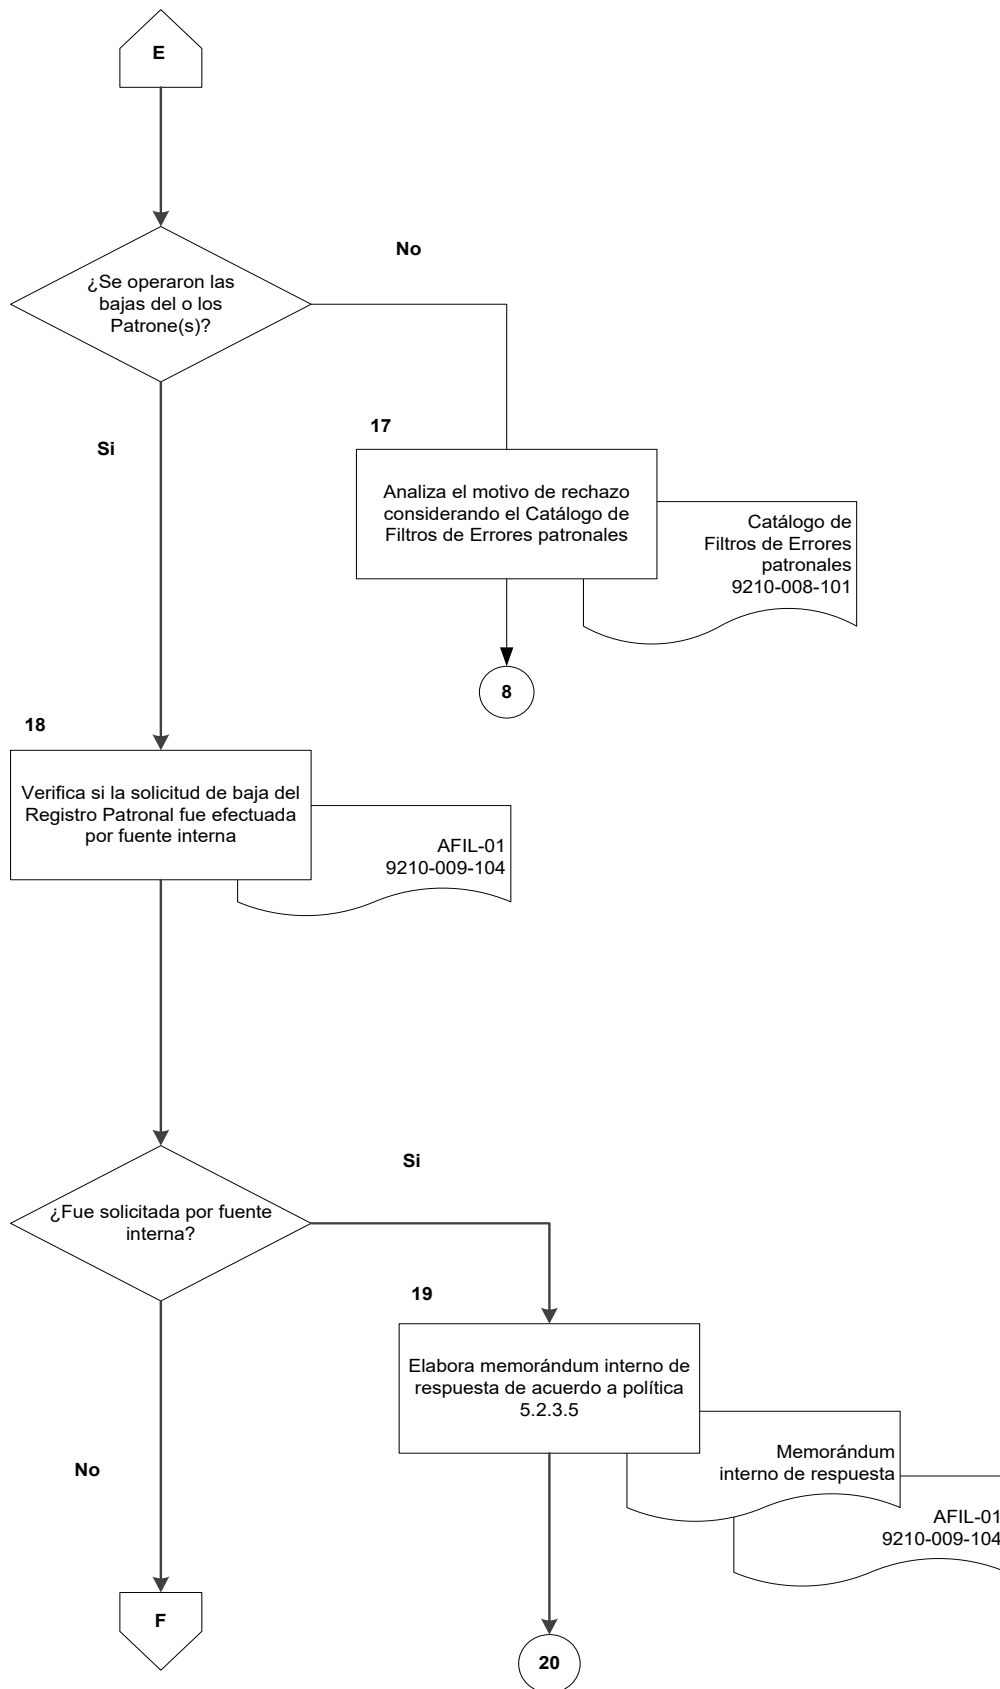 E
¿Se operaron las
bajas del o los
Patrone(s)?
No
Si
17
Analiza el motivo de rechazo
considerando el Catálogo de
Filtros de Errores patronales
Catálogo de
Filtros de Errores
patronales
9210-008-101
8
18
Verifica si la solicitud de baja del
Registro Patronal fue efectuada
por fuente interna
AFIL-01
9210-009-104
¿Fue solicitada por fuente
interna?
Si
19
Elabora memorándum interno de
respuesta de acuerdo a política
5.2.3.5
Memorándum
interno de respuesta
AFIL-01
9210-009-104
No
F
20